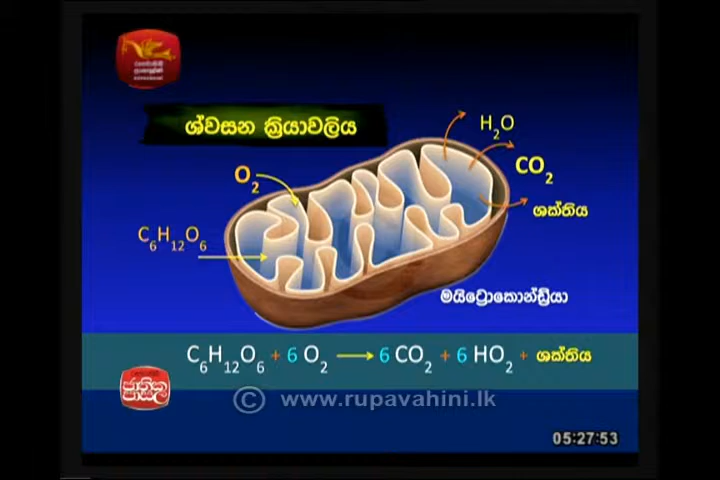 ශ්වසන ක්‍රියාවලිය
H₂O
CO₂
O₂
ශක්තිය
C₆H₁₂O₆
මයිට්‍රොකොන්ඩ්‍රියා
C₆H₁₂O₆ + 6 O₂ → 6 CO₂ + 6 HO₂ + ශක්තිය
ජාතික
පාසල
© www.rupavahini.lk
05:27:53